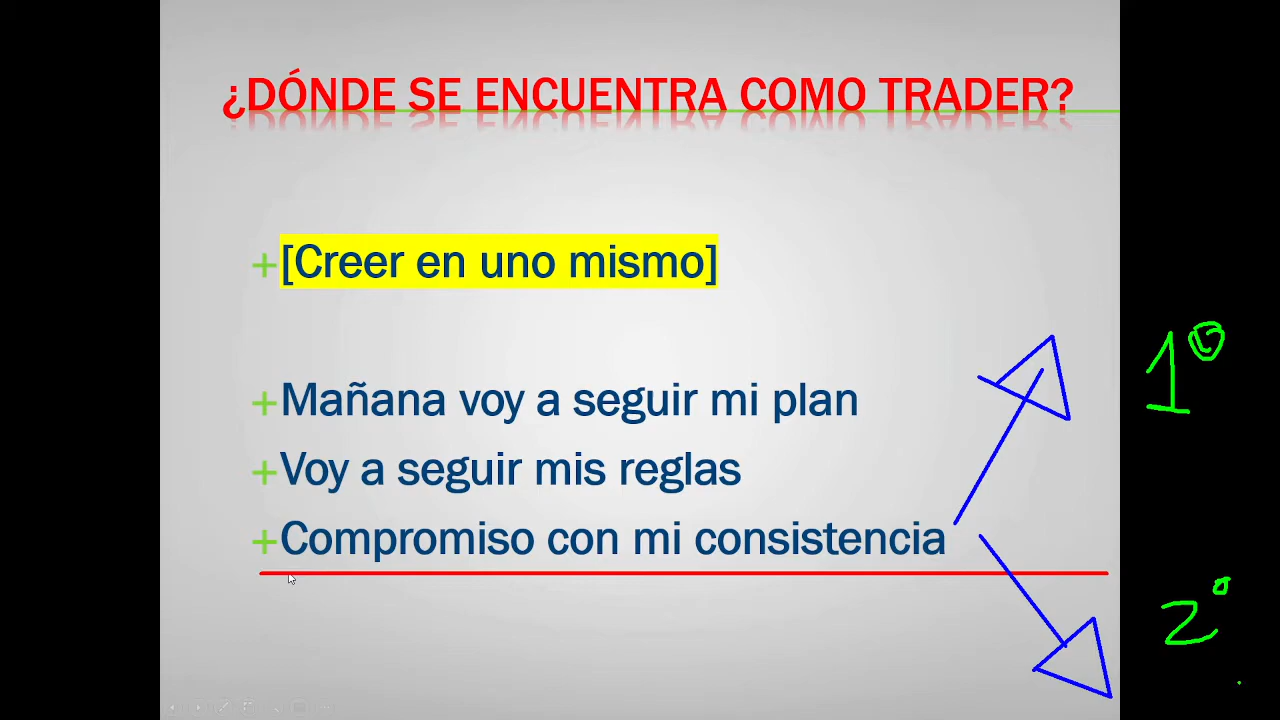 ¿DÓNDE SE ENCUENTRA COMO TRADER?
[Creer en uno mismo]
1º
Mañana voy a seguir mi plan
Voy a seguir mis reglas
Compromiso con mi consistencia
2º